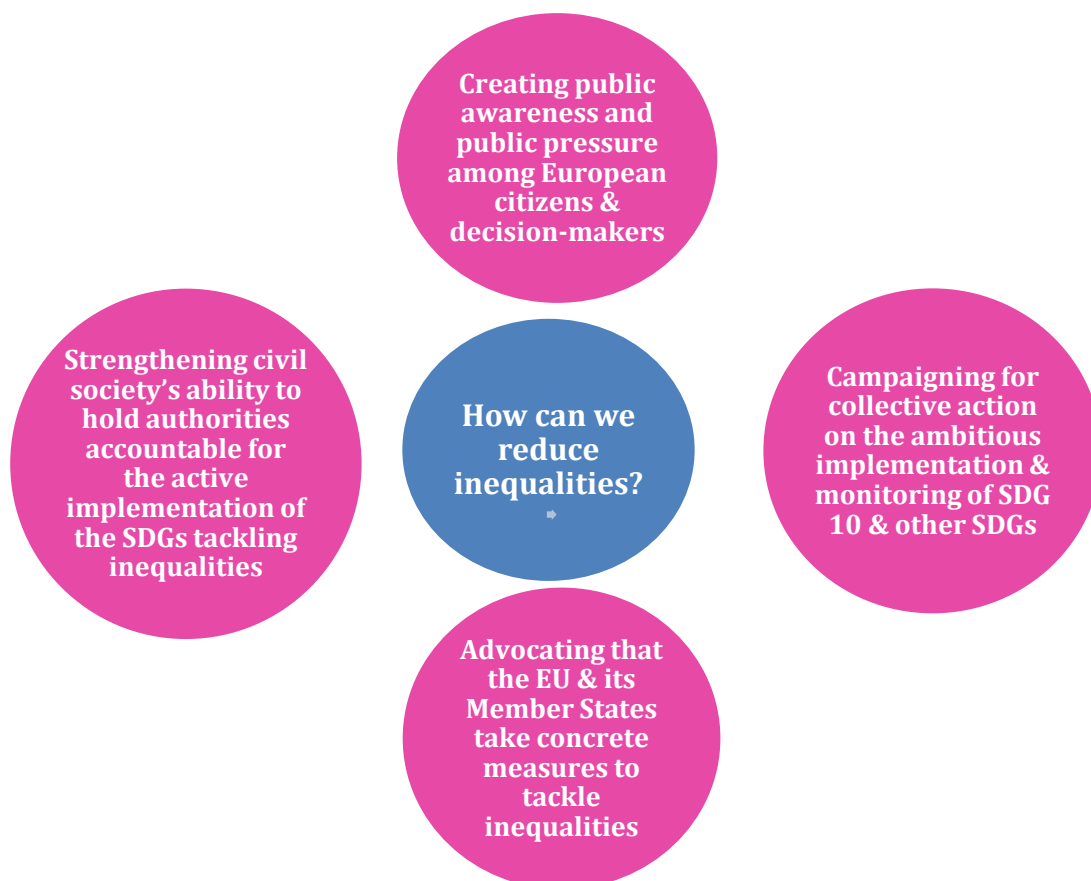 Creating public
awareness and
public pressure
among European
citizens &
decision-makers
Strengthening civil
society’s ability to
hold authorities
accountable for
the active
implementation of
the SDGs tackling
inequalities
How can we
reduce
inequalities?
Campaigning for
collective action
on the ambitious
implementation &
monitoring of SDG
10 & other SDGs
Advocating that
the EU & its
Member States
take concrete
measures to
tackle
inequalities